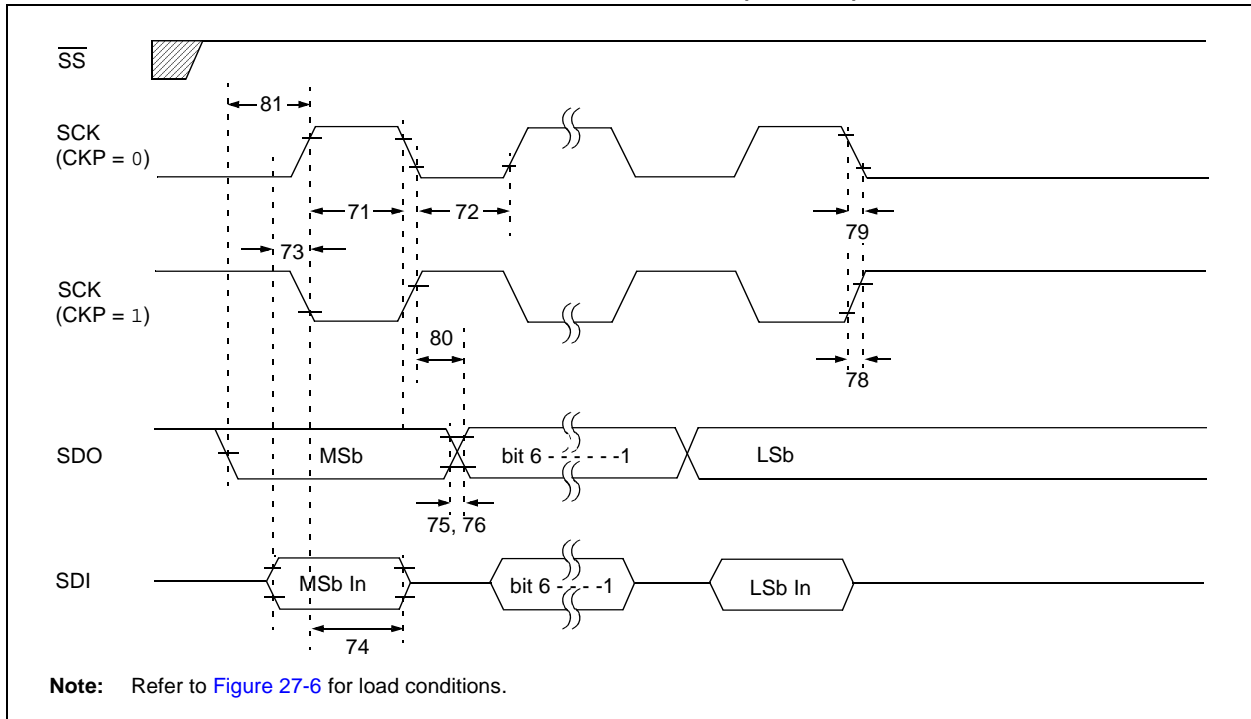 SS
81
SCK
(CKP = 0)
71
72
79
73
SCK
(CKP = 1)
80
78
SDO
MSb
bit 6 - - - - - - -1
LSb
75, 76
SDI
MSb In
bit 6 - - - - -1
LSb In
74
Note: Refer to Figure 27-6 for load conditions.